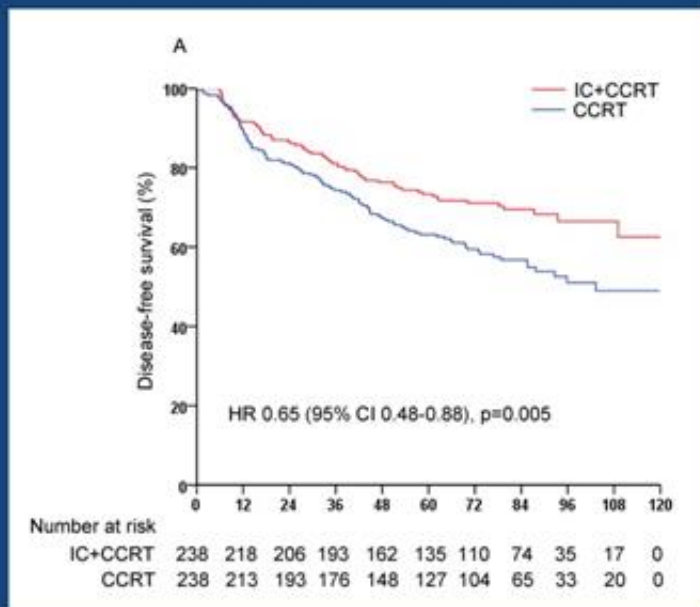 A
100
IC+CCRT
CCRT
80
60
40
20
0
Disease-free survival (%)
HR 0.65 (95% CI 0.48-0.88), p=0.005
0 12 24 36 48 60 72 84 96 108 120
Number at risk
IC+CCRT 238 218 206 193 162 135 110 74 35 17 0
CCRT 238 213 193 176 148 127 104 65 33 20 0